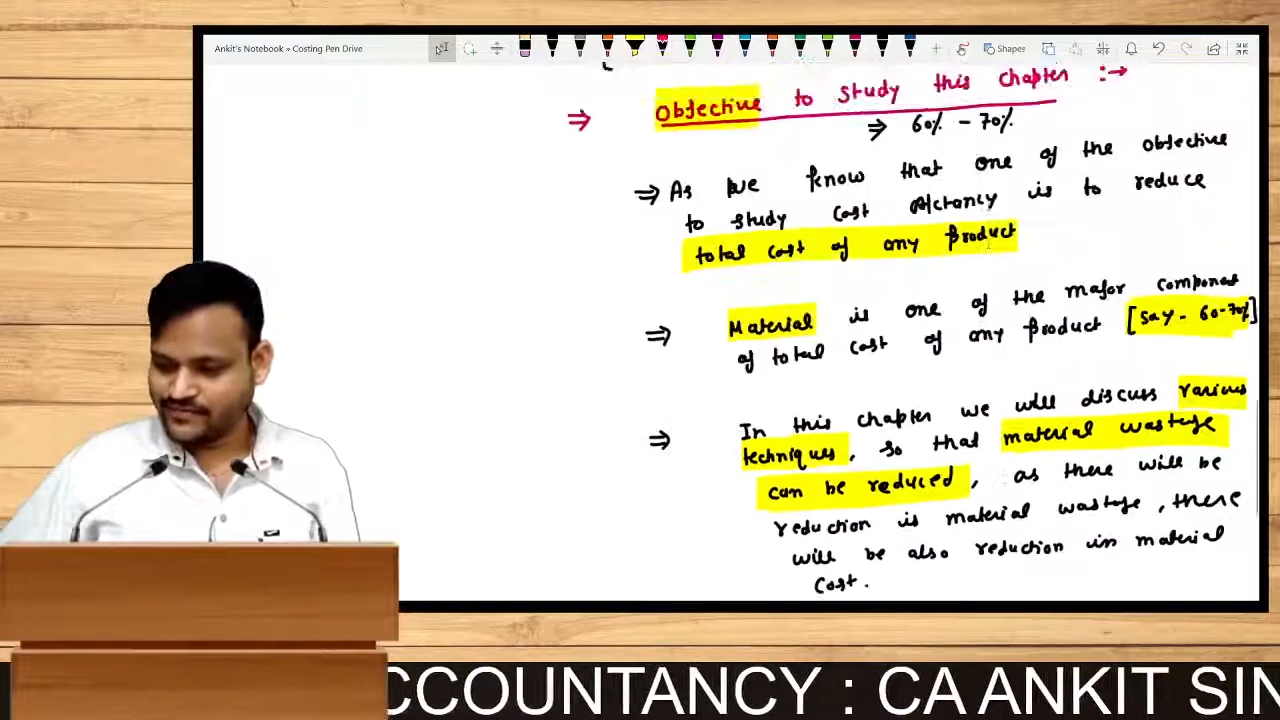 Ankit's Notebook » Costing Pen Drive
Shapes
⇒ Objective to study this chapter :→
⇒ 60% - 70%
⇒ As we know that one of the objective
to study cost A/ctancy is to reduce
total cost of any product
⇒ Material is one of the major component
of total cost of any product [Say - 60-70%]
⇒ In this chapter we will discuss various
techniques, so that material wastage
can be reduced, as there will be
reduction is material wastage, there
will be also reduction in material
cost.
CCOUNTANCY : CA ANKIT SIN